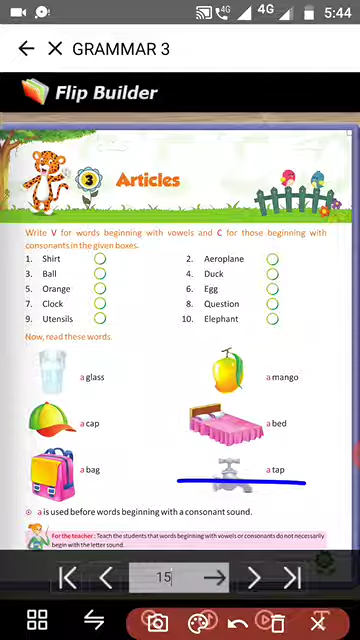 4G 4G 5:44
GRAMMAR 3
Flip Builder
3 Articles
Write V for words beginning with vowels and C for those beginning with
consonants in the given boxes.
1. Shirt 2. Aeroplane
3. Ball 4. Duck
5. Orange 6. Egg
7. Clock 8. Question
9. Utensils 10. Elephant
Now, read these words.
a glass a mango
a cap a bed
a bag a tap
a is used before words beginning with a consonant sound.
For the teacher : Teach the students that words beginning with vowels or consonants do not necessarily
begin with the letter sound.
15